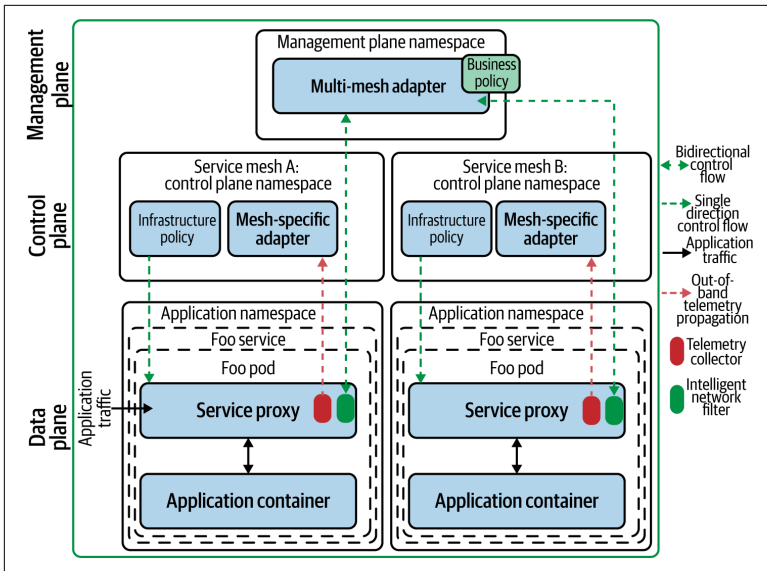 Management
plane
Management plane namespace
Multi-mesh adapter
Business
policy
Control
plane
Service mesh A:
control plane namespace
Infrastructure
policy
Mesh-specific
adapter
Service mesh B:
control plane namespace
Infrastructure
policy
Mesh-specific
adapter
Data
plane
Application
traffic
Application namespace
Foo service
Foo pod
Service proxy
Application container
Application namespace
Foo service
Foo pod
Service proxy
Application container
Bidirectional
control
flow
Single
direction
control flow
Application
traffic
Out-of-
band
telemetry
propagation
Telemetry
collector
Intelligent
network
filter